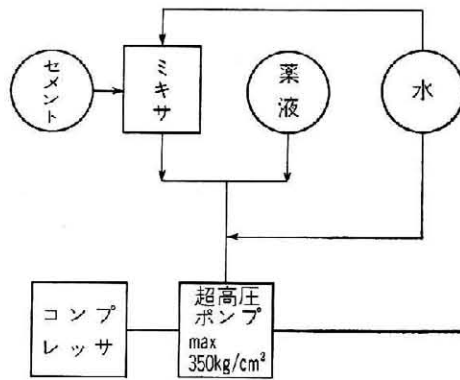 セメント
ミキサ
薬液
水
コンプ
レッサ
超高圧
ポンプ
max
350kg/cm²